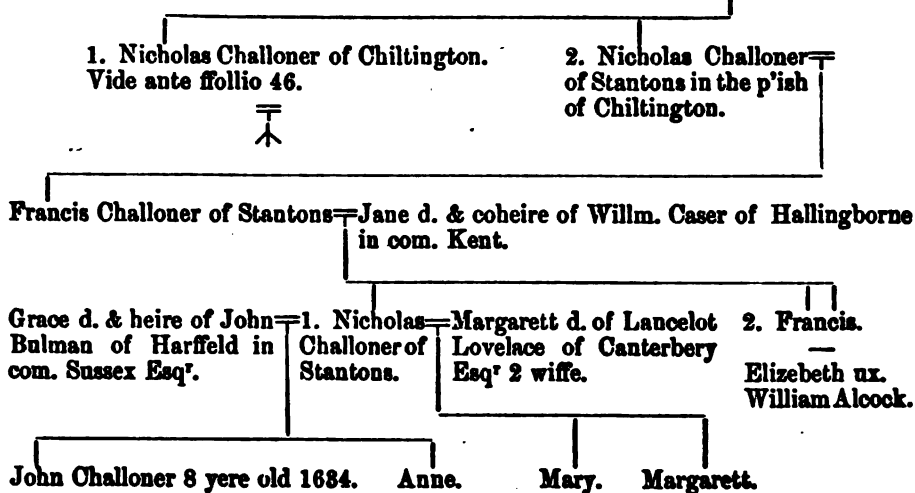 1. Nicholas Challoner of Chiltington.
Vide ante ffollio 46.
2. Nicholas Challoner
of Stantons in the p'ish
of Chiltington.
Francis Challoner of Stantons
Jane d. & coheire of Willm. Caser of Hallingborne
in com. Kent.
Grace d. & heire of John
Bulman of Harffeld in
com. Sussex Esqr.
1. Nicholas
Challoner of
Stantons.
Margarett d. of Lancelot
Lovelace of Canterbery
Esqr 2 wiffe.
2. Francis.
Elizebeth ux.
William Alcock.
John Challoner 8 yere old 1634.
Anne.
Mary.
Margarett.